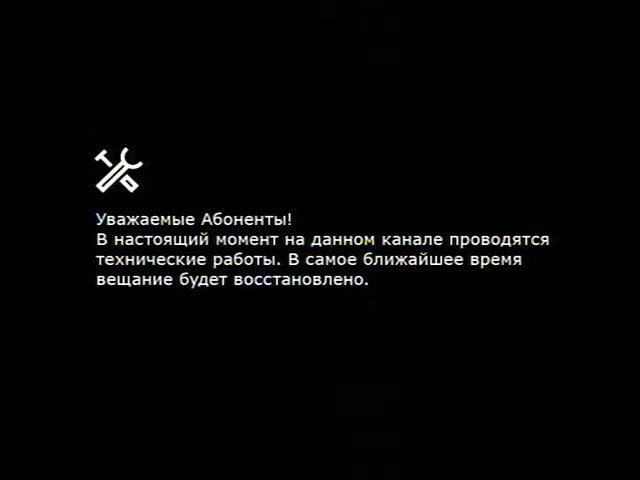 Уважаемые Абоненты!
В настоящий момент на данном канале проводятся
технические работы. В самое ближайшее время
вещание будет восстановлено.